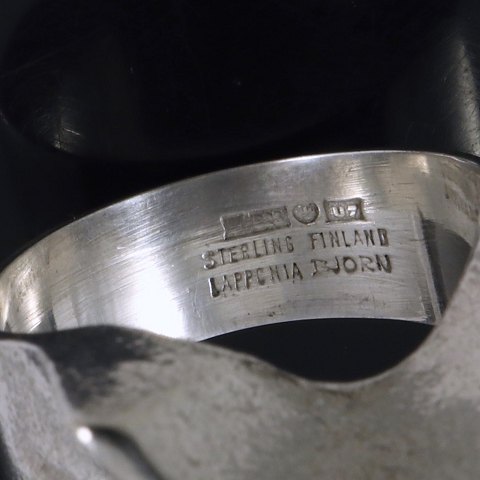 U7
STERLING FINLAND
LAPPONIA BJORN